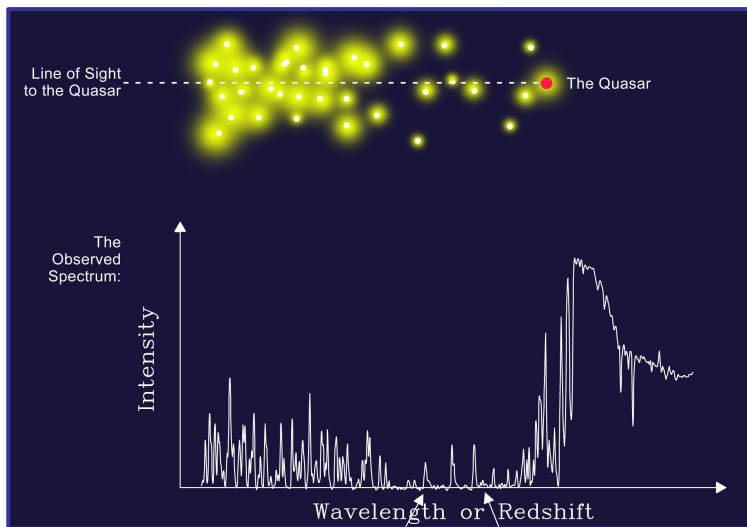 Line of Sight
to the Quasar
The Quasar
The
Observed
Spectrum:
Intensity
Wavelength or Redshift